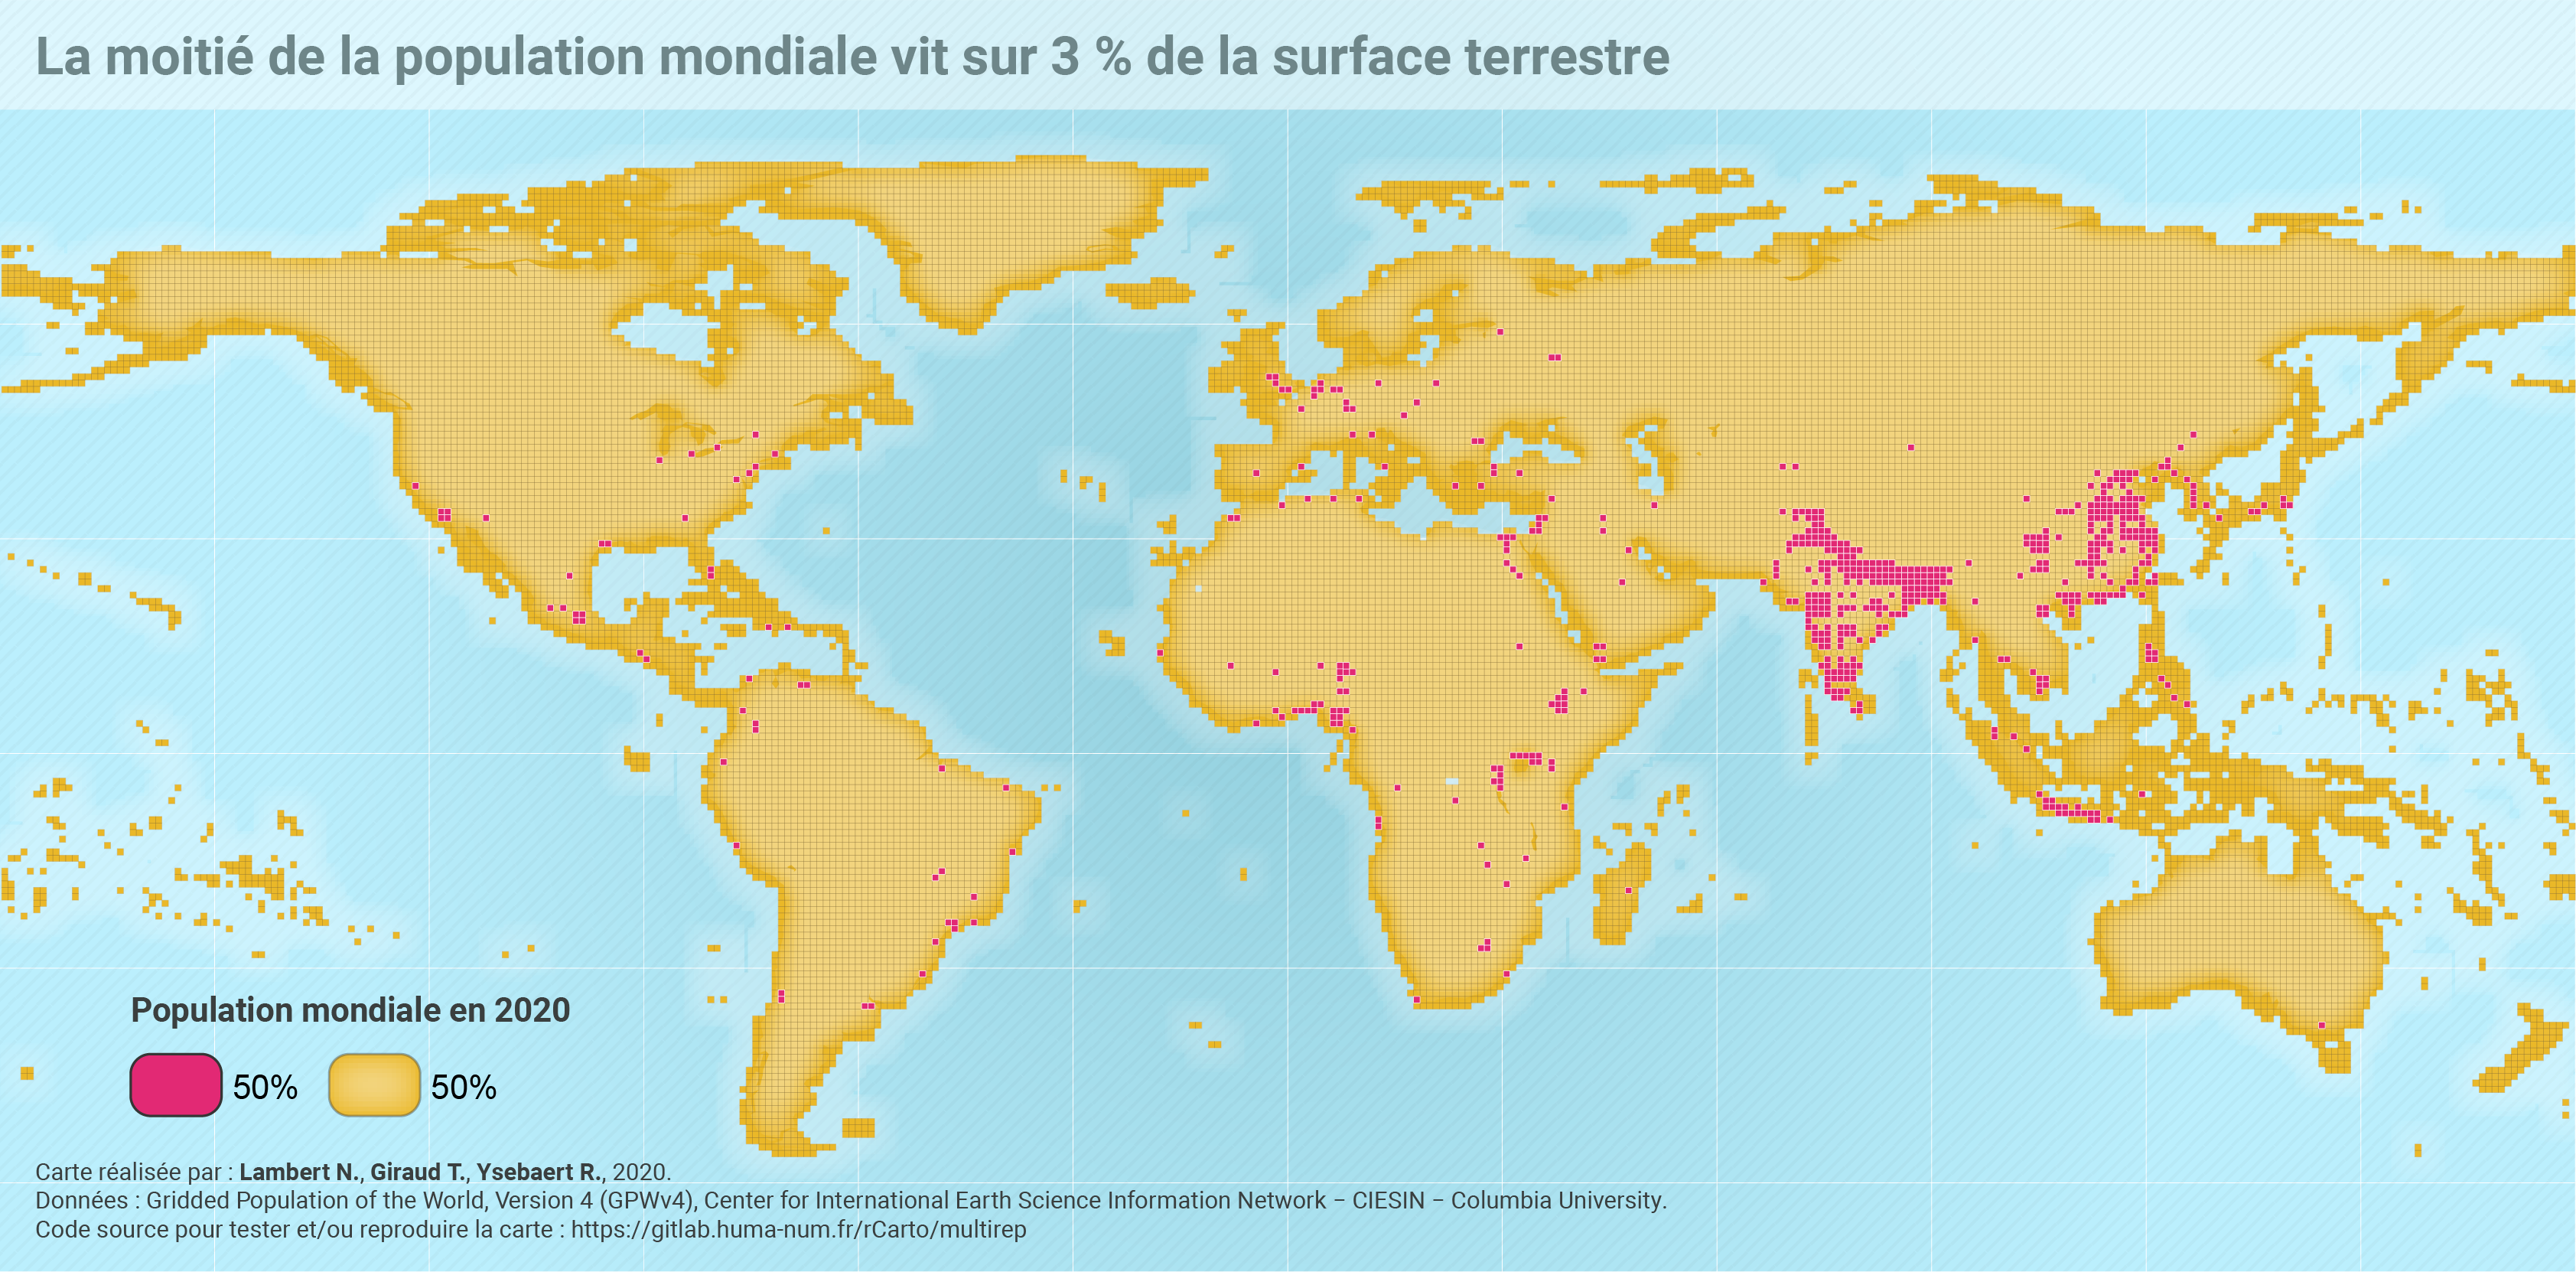 La moitié de la population mondiale vit sur 3 % de la surface terrestre
Population mondiale en 2020
50% 50%
Carte réalisée par : Lambert N., Giraud T., Ysebaert R., 2020.
Données : Gridded Population of the World, Version 4 (GPWv4), Center for International Earth Science Information Network − CIESIN − Columbia University.
Code source pour tester et/ou reproduire la carte : https://gitlab.huma-num.fr/rCarto/multirep